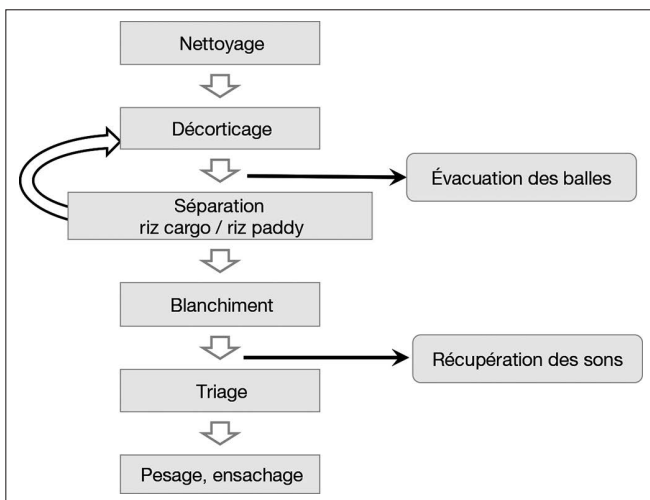 Nettoyage
Décorticage
Évacuation des balles
Séparation
riz cargo / riz paddy
Blanchiment
Récupération des sons
Triage
Pesage, ensachage